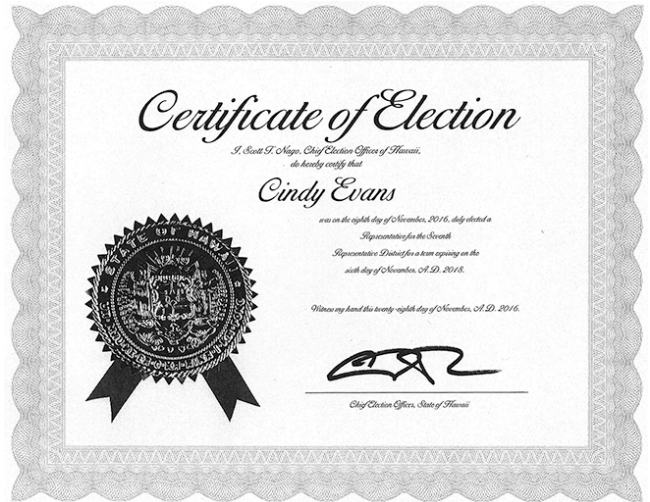 Certificate of Election
I, Scott T. Nago, Chief Election Officer of Hawaii,
do hereby certify that
Cindy Evans
was on the eighth day of November, 2016, duly elected a
Representative for the Seventh
Representative District for a term expiring on the
sixth day of November, A.D. 2018.
Witness my hand this twenty-eighth day of November, A.D. 2016.
STATE OF HAWAII
Chief Election Officer, State of Hawaii